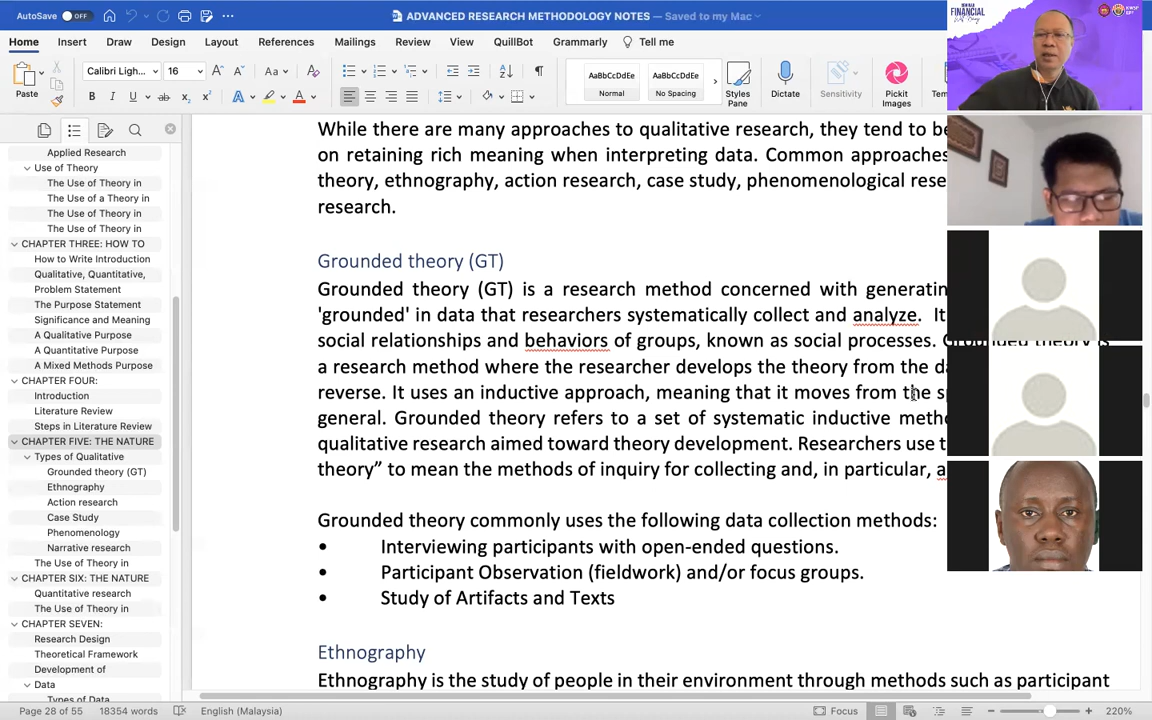 AutoSave OFF
ADVANCED RESEARCH METHODOLOGY NOTES — Saved to my Mac
FINANCIAL
Home Insert Draw Design Layout References Mailings Review View QuillBot Grammarly Tell me
Paste
Calibri Ligh... 16
AaBbCcDdEe
Normal
AaBbCcDdEe
No Spacing
Styles
Pane
Dictate
Sensitivity
Pickit
Images
Applied Research
Use of Theory
The Use of Theory in
The Use of a Theory in
The Use of Theory in
The Use of Theory in
CHAPTER THREE: HOW TO
How to Write Introduction
Qualitative, Quantitative,
Problem Statement
The Purpose Statement
Significance and Meaning
A Qualitative Purpose
A Quantitative Purpose
A Mixed Methods Purpose
CHAPTER FOUR:
Introduction
Literature Review
Steps in Literature Review
CHAPTER FIVE: THE NATURE
Types of Qualitative
Grounded theory (GT)
Ethnography
Action research
Case Study
Phenomenology
Narrative research
The Use of Theory in
CHAPTER SIX: THE NATURE
Quantitative research
The Use of Theory in
CHAPTER SEVEN:
Research Design
Theoretical Framework
Development of
Data
Types of Data
While there are many approaches to qualitative research, they tend to be
on retaining rich meaning when interpreting data. Common approaches
theory, ethnography, action research, case study, phenomenological rese
research.
Grounded theory (GT)
Grounded theory (GT) is a research method concerned with generatin
'grounded' in data that researchers systematically collect and analyze. It
social relationships and behaviors of groups, known as social processes. Grounded theory is
a research method where the researcher develops the theory from the da
reverse. It uses an inductive approach, meaning that it moves from the sp
general. Grounded theory refers to a set of systematic inductive metho
qualitative research aimed toward theory development. Researchers use t
theory” to mean the methods of inquiry for collecting and, in particular, a
Grounded theory commonly uses the following data collection methods:
• Interviewing participants with open-ended questions.
• Participant Observation (fieldwork) and/or focus groups.
• Study of Artifacts and Texts
Ethnography
Ethnography is the study of people in their environment through methods such as participant
Page 28 of 55 18354 words English (Malaysia) Focus 220%